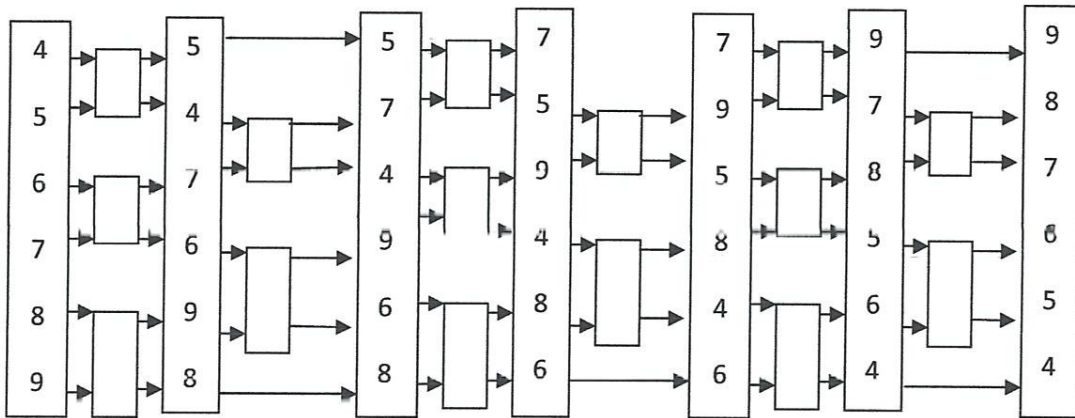 4 5 5 7 7 9 9
5 4 7 5 9 7 8
6 7 4 9 5 8 7
7 6 9 4 8 5 6
8 9 6 8 4 6 5
9 8 8 6 6 4 4